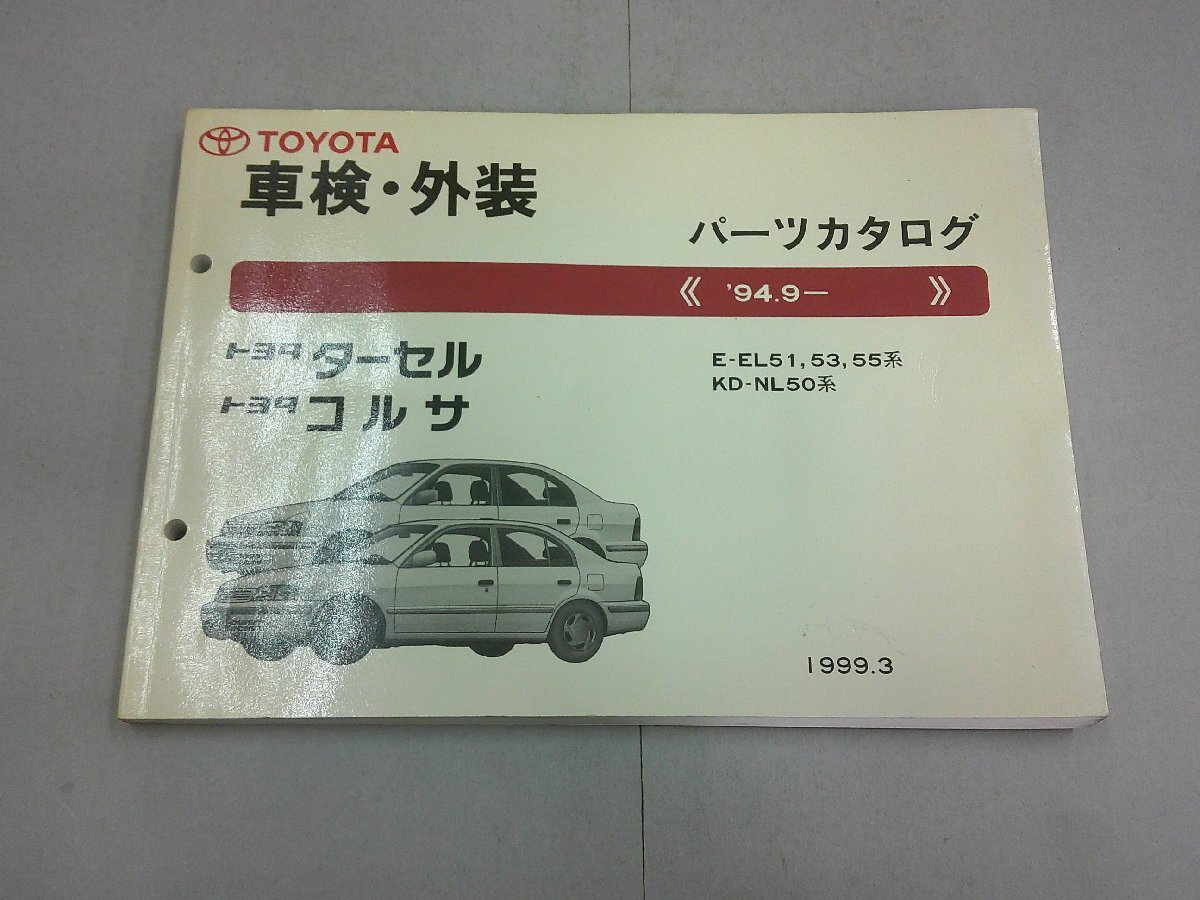 TOYOTA
車検・外装
パーツカタログ
《 '94.9— 》
トヨタ ターセル
トヨタ コルサ
E-EL51,53,55系
KD-NL50系
1999.3